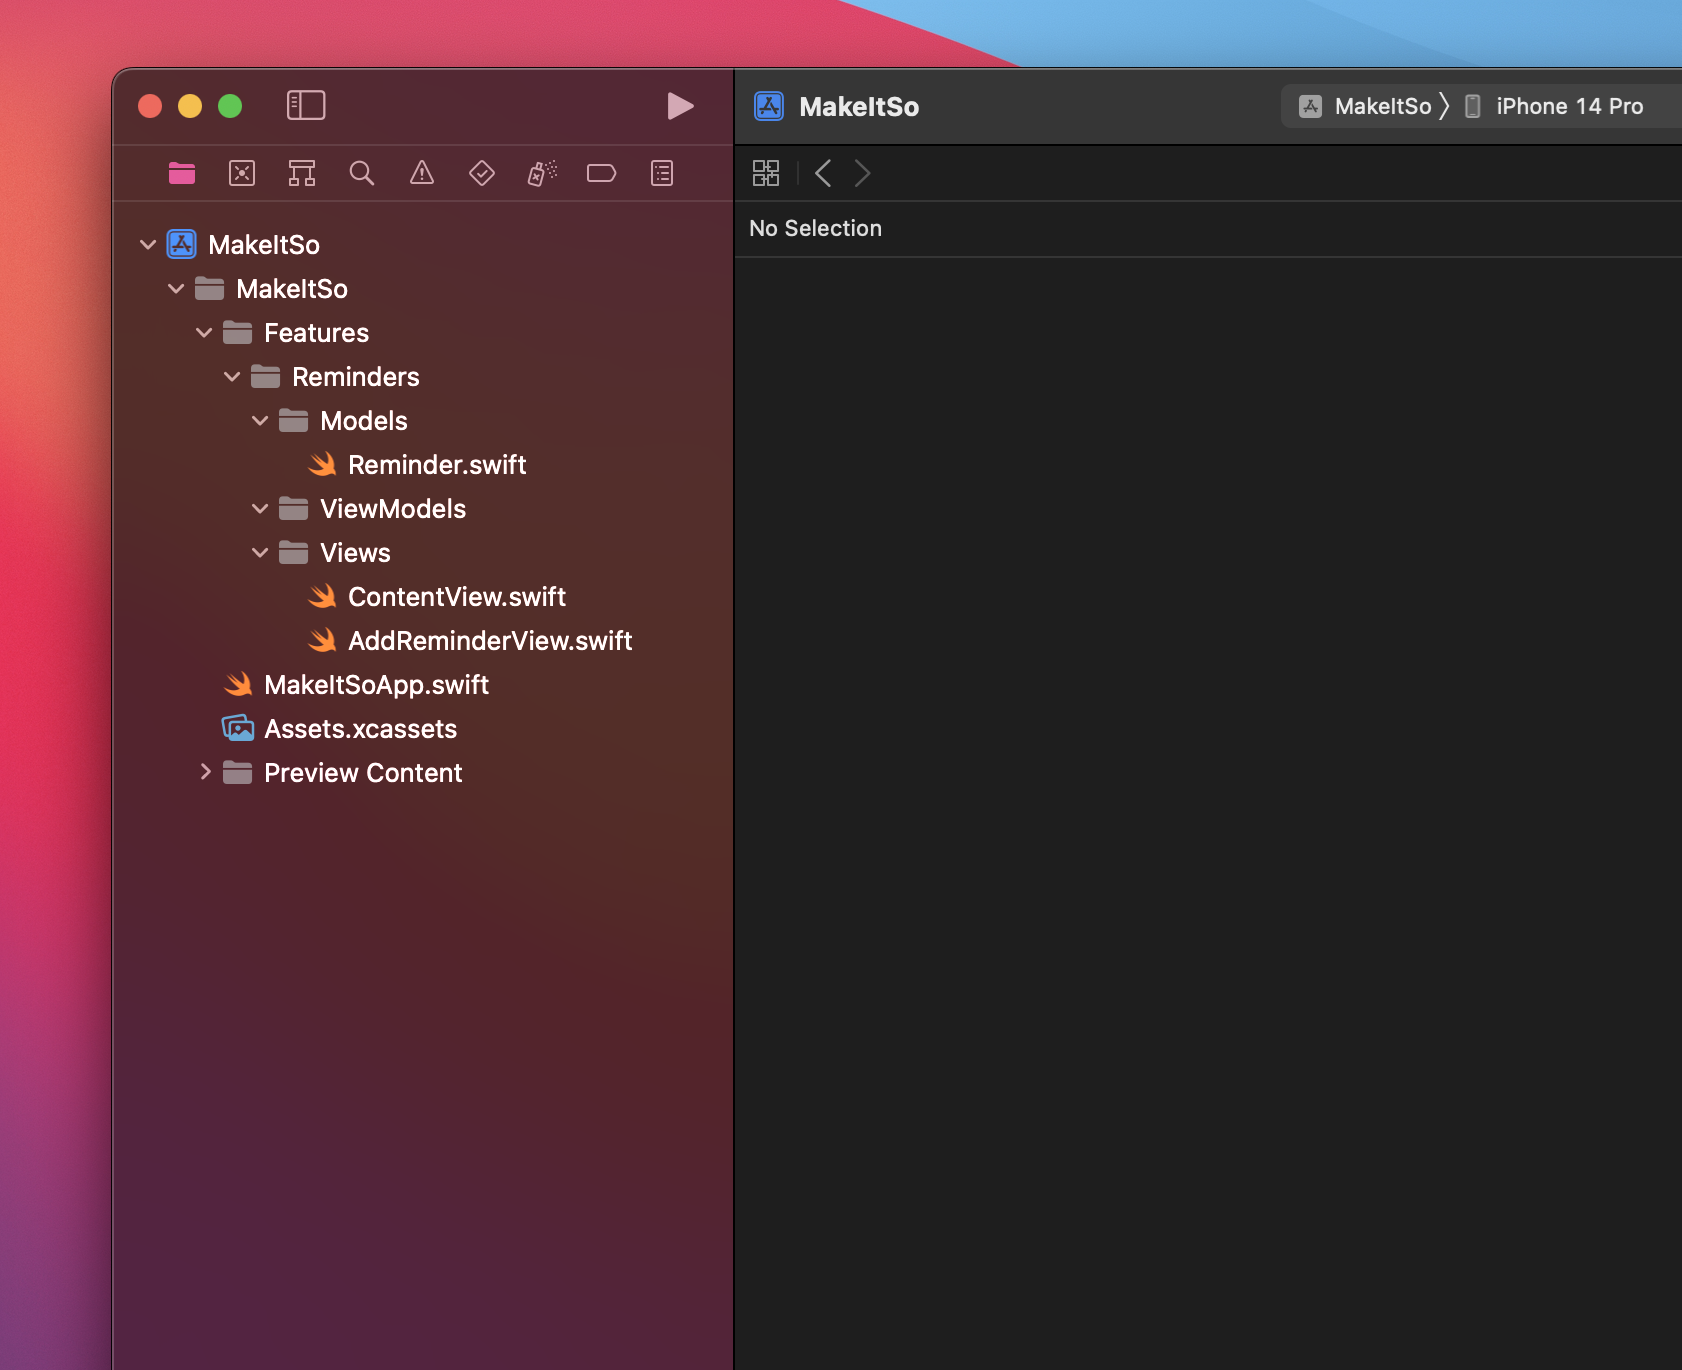 MakeItSo
MakeItSo
iPhone 14 Pro
No Selection
MakeItSo
MakeItSo
Features
Reminders
Models
Reminder.swift
ViewModels
Views
ContentView.swift
AddReminderView.swift
MakeItSoApp.swift
Assets.xcassets
Preview Content